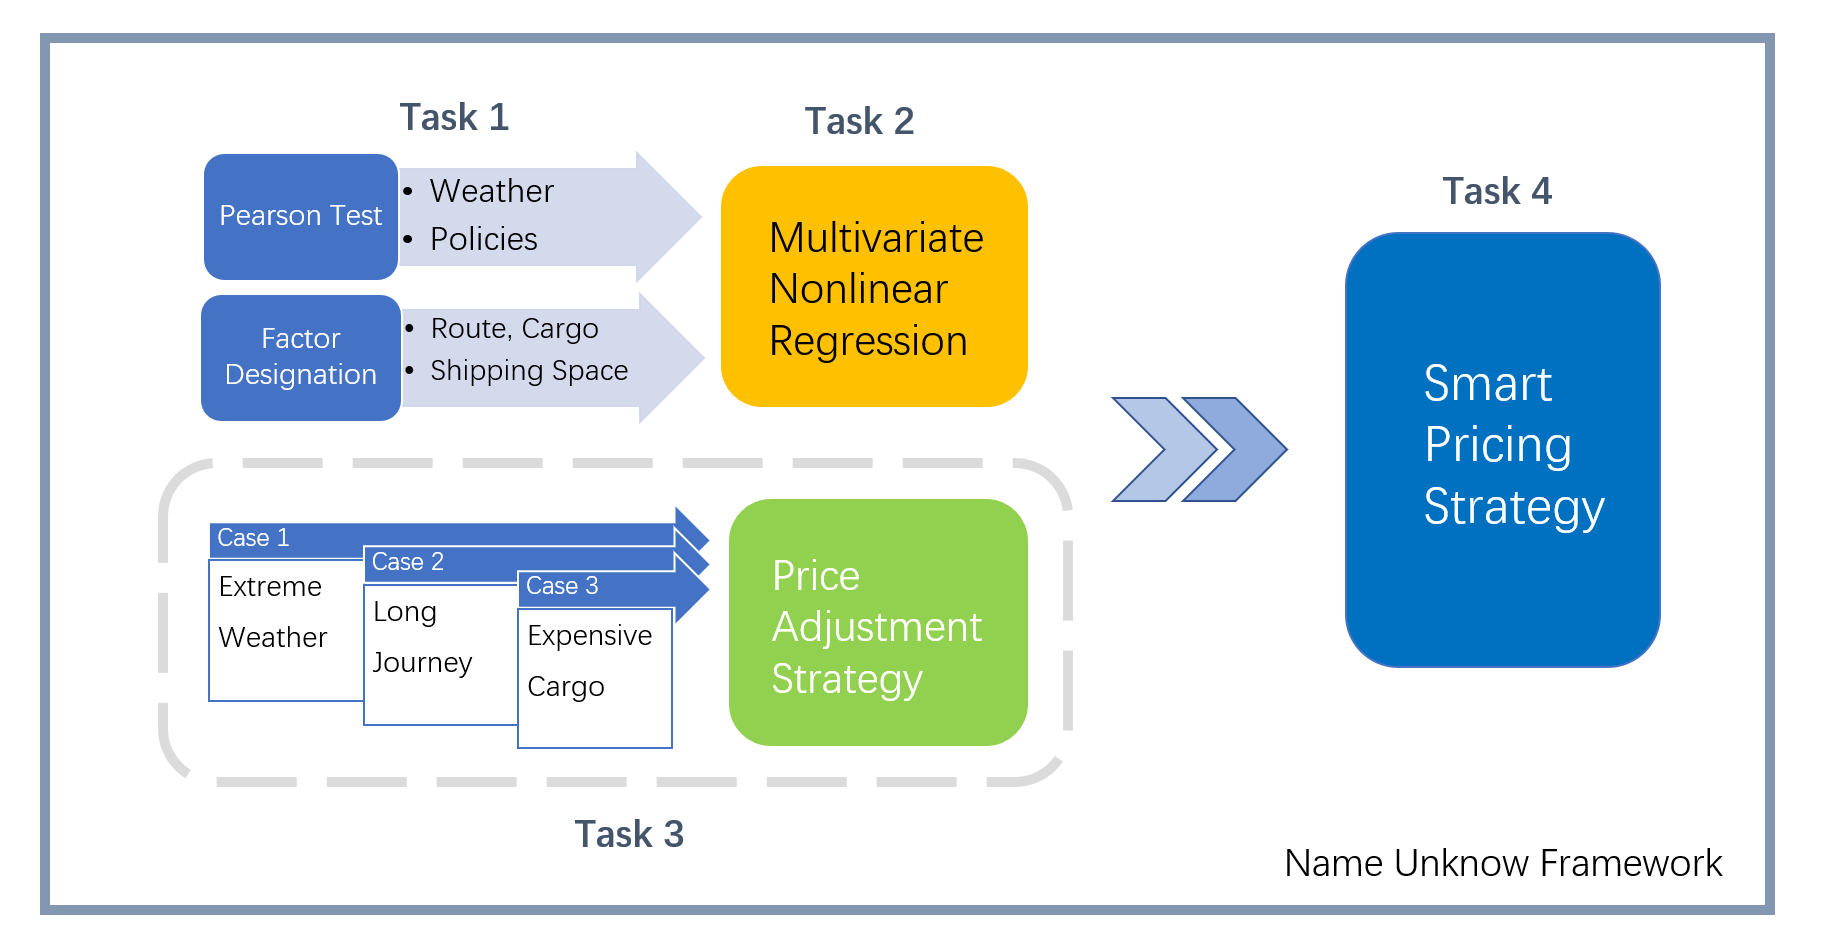 Task 1
Pearson Test
• Weather
• Policies
Factor
Designation
• Route, Cargo
• Shipping Space
Task 2
Multivariate
Nonlinear
Regression
Case 1
Extreme
Weather
Case 2
Long
Journey
Case 3
Expensive
Cargo
Price
Adjustment
Strategy
Task 3
Task 4
Smart
Pricing
Strategy
Name Unknow Framework